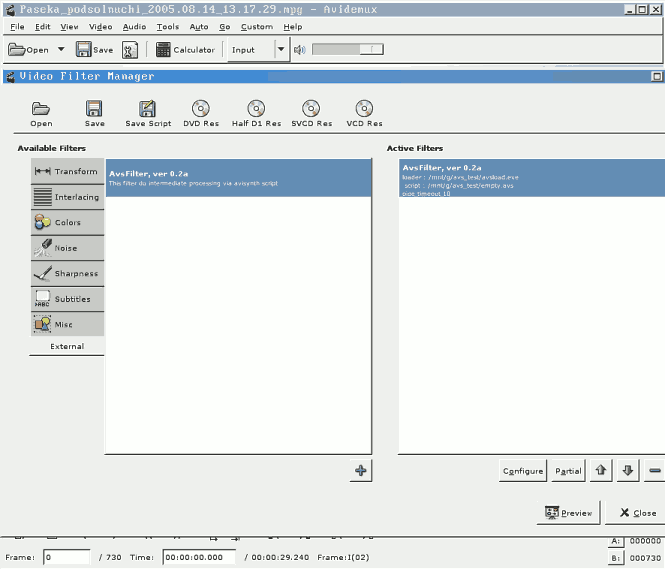 Paseka_podsolnuchi_2005.08.14_13.17.29.mpg - Avidemux
File Edit View Video Audio Tools Auto Go Custom Help
Open Save Calculator Input
Video Filter Manager
Open Save Save Script DVD Res Half D1 Res SVCD Res VCD Res
Available Filters Active Filters
Transform
Interlacing
Colors
Noise
Sharpness
Subtitles
Misc
External
AvsFilter, ver 0.2a
This filter do intermediate processing via avisynth script
AvsFilter, ver 0.2a
loader : /mnt/g/avs_test/avsload.exe
script : /mnt/g/avs_test/empty.avs
pipe_timeout_10
Configure Partial
Preview Close
Frame: 0 / 730 Time: 00:00:00.000 / 00:00:29.240 Frame:I(02)
A: 000000
B: 000730